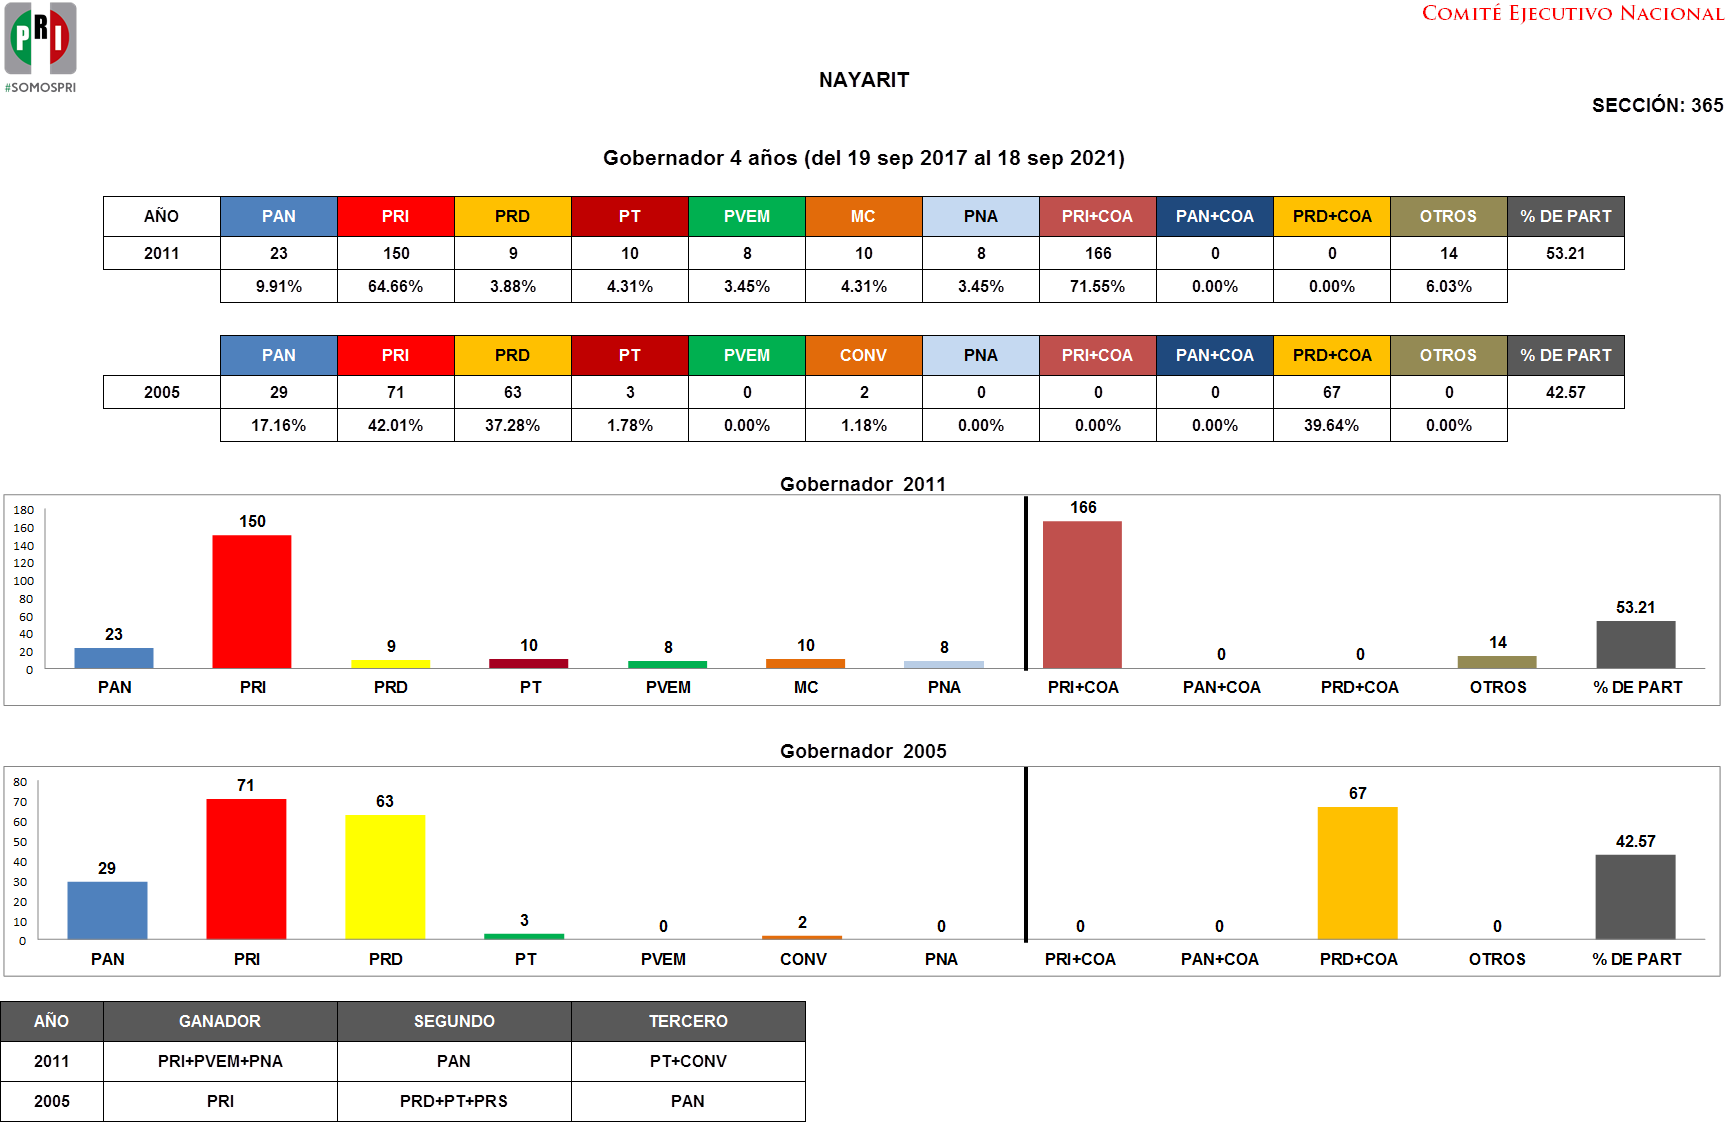 PRI
#SOMOSPRI
COMITÉ EJECUTIVO NACIONAL
NAYARIT
SECCIÓN: 365
Gobernador 4 años (del 19 sep 2017 al 18 sep 2021)
AÑO PAN PRI PRD PT PVEM MC PNA PRI+COA PAN+COA PRD+COA OTROS % DE PART
2011 23 150 9 10 8 10 8 166 0 0 14 53.21
9.91% 64.66% 3.88% 4.31% 3.45% 4.31% 3.45% 71.55% 0.00% 0.00% 6.03%
PAN PRI PRD PT PVEM CONV PNA PRI+COA PAN+COA PRD+COA OTROS % DE PART
2005 29 71 63 3 0 2 0 0 0 67 0 42.57
17.16% 42.01% 37.28% 1.78% 0.00% 1.18% 0.00% 0.00% 0.00% 39.64% 0.00%
Gobernador 2011
180
160
140
120
100
80
60
40
20
0
23 150 9 10 8 10 8 166 0 0 14 53.21
PAN PRI PRD PT PVEM MC PNA PRI+COA PAN+COA PRD+COA OTROS % DE PART
Gobernador 2005
80
70
60
50
40
30
20
10
0
29 71 63 3 0 2 0 0 0 67 0 42.57
PAN PRI PRD PT PVEM CONV PNA PRI+COA PAN+COA PRD+COA OTROS % DE PART
AÑO GANADOR SEGUNDO TERCERO
2011 PRI+PVEM+PNA PAN PT+CONV
2005 PRI PRD+PT+PRS PAN